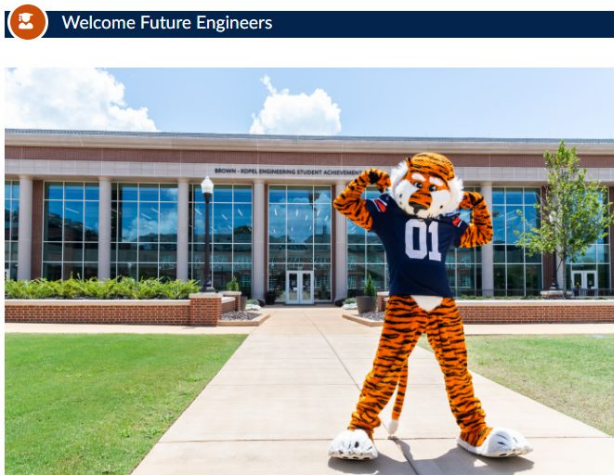 Welcome Future Engineers
BROWN - KOPEL ENGINEERING STUDENT ACHIEVEMENT
01